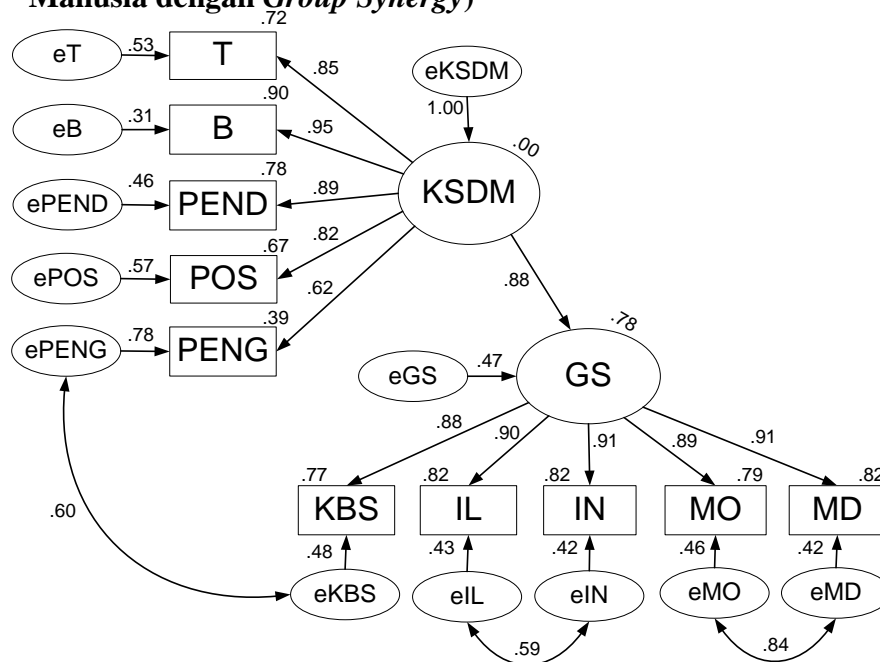 Manusia dengan Group Synergy)
.72
eT .53 T
.85
eKSDM
1.00
.90
eB .31 B
.95
.00
KSDM
.78
ePEND .46 PEND
.89
.67
ePOS .57 POS
.82
.39
ePENG .78 PENG
.62
.88
.78
eGS .47 GS
.88 .90 .91 .89 .91
.77 .82 .82 .79 .82
KBS IL IN MO MD
.48 .43 .42 .46 .42
eKBS eIL eIN eMO eMD
.60
.59 .84